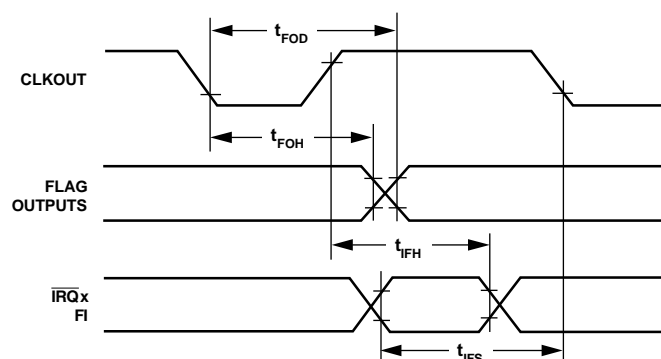 tFOD
CLKOUT
tFOH
FLAG
OUTPUTS
tIFH
IRQx
FI
tIFS